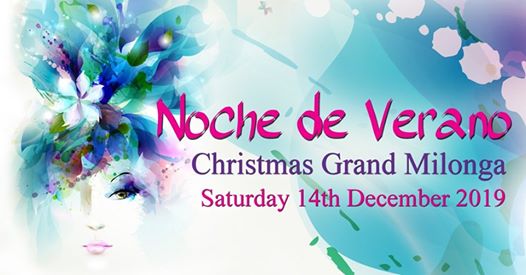 Noche de Verano
Christmas Grand Milonga
Saturday 14th December 2019